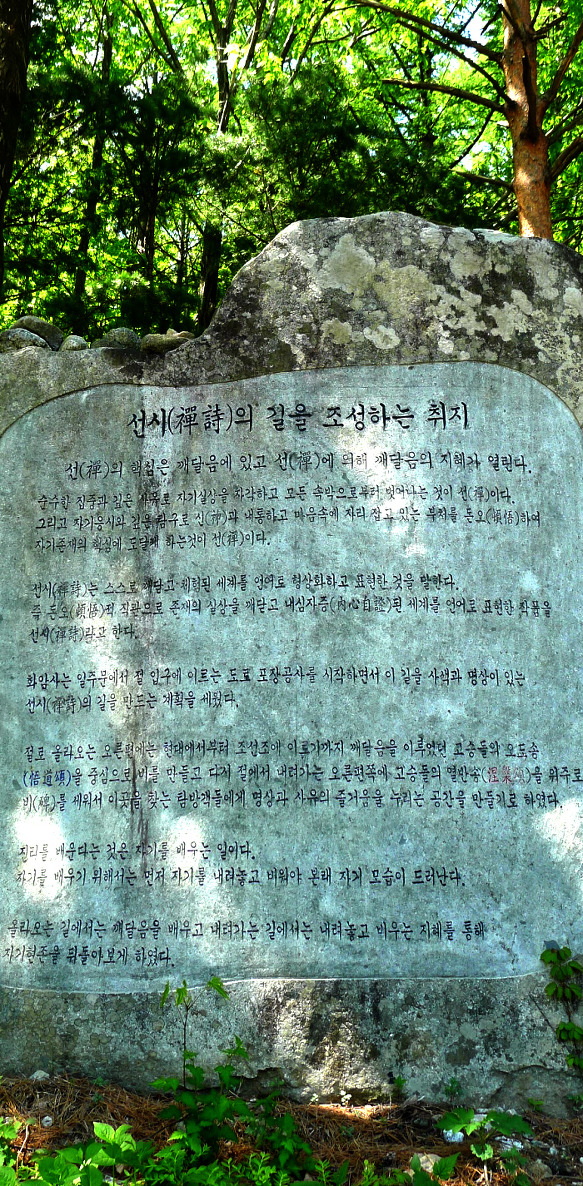 선시(禪詩)의 길을 조성하는 취지
선(禪)의 핵심은 깨달음에 있고 선(禪)에 의해 깨달음의 지혜가 열린다.
순수한 집중과 깊은 사유로 자기실상을 자각하고 모든 속박으로부터 벗어나는 것이 선(禪)이다.
그리고 자기응시와 깊은 탐구로 신(神)과 내통하고 마음속에 자리 잡고 있는 부처를 돈오(頓悟)하여
자기존재의 핵심에 도달케 하는것이 선(禪)이다.
선시(禪詩)는 스스로 깨닫고 체험된 세계를 언어로 형상화하고 표현한 것을 말한다.
즉 돈오(頓悟)적 직관으로 존재의 실상을 깨닫고 내심자증(內心自證)된 세계를 언어로 표현한 작품을
선시(禪詩)라고 한다.
화암사는 일주문에서 절 입구에 이르는 도로 포장공사를 시작하면서 이 길을 사색과 명상이 있는
선시(禪詩)의 길을 만드는 계획을 세웠다.
절로 올라오는 오른편에는 현대에서부터 조선조에 이르기까지 깨달음을 이루었던 고승들의 오도송
(悟道頌)을 중심으로 비를 만들고 다시 절에서 내려가는 오른편쪽에 고승들의 열반송(涅槃頌)을 위주로
비(碑)를 세워서 이곳을 찾는 탐방객들에게 명상과 사유의 즐거움을 누리는 공간을 만들기로 하였다.
진리를 배운다는 것은 자기를 배우는 일이다.
자기를 배우기 위해서는 먼저 자기를 내려놓고 비워야 본래 자기 모습이 드러난다.
올라오는 길에서는 깨달음을 배우고 내려가는 길에서는 내려놓고 비우는 지혜를 통해
자기현존을 뒤돌아보게 하였다.